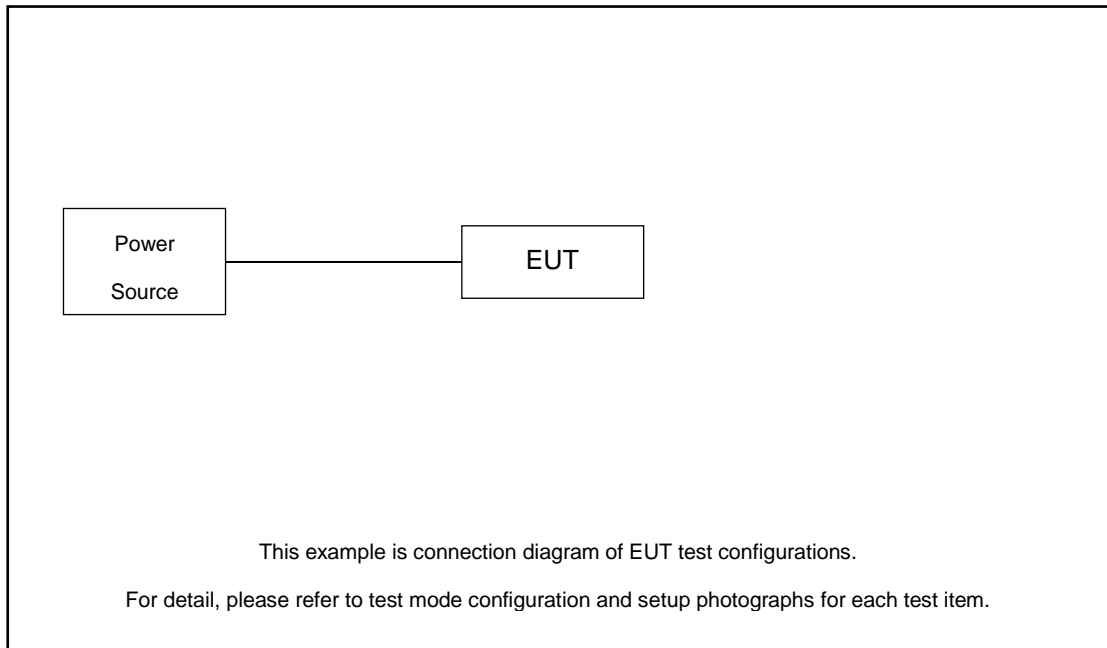 Power
Source
EUT
This example is connection diagram of EUT test configurations.
For detail, please refer to test mode configuration and setup photographs for each test item.